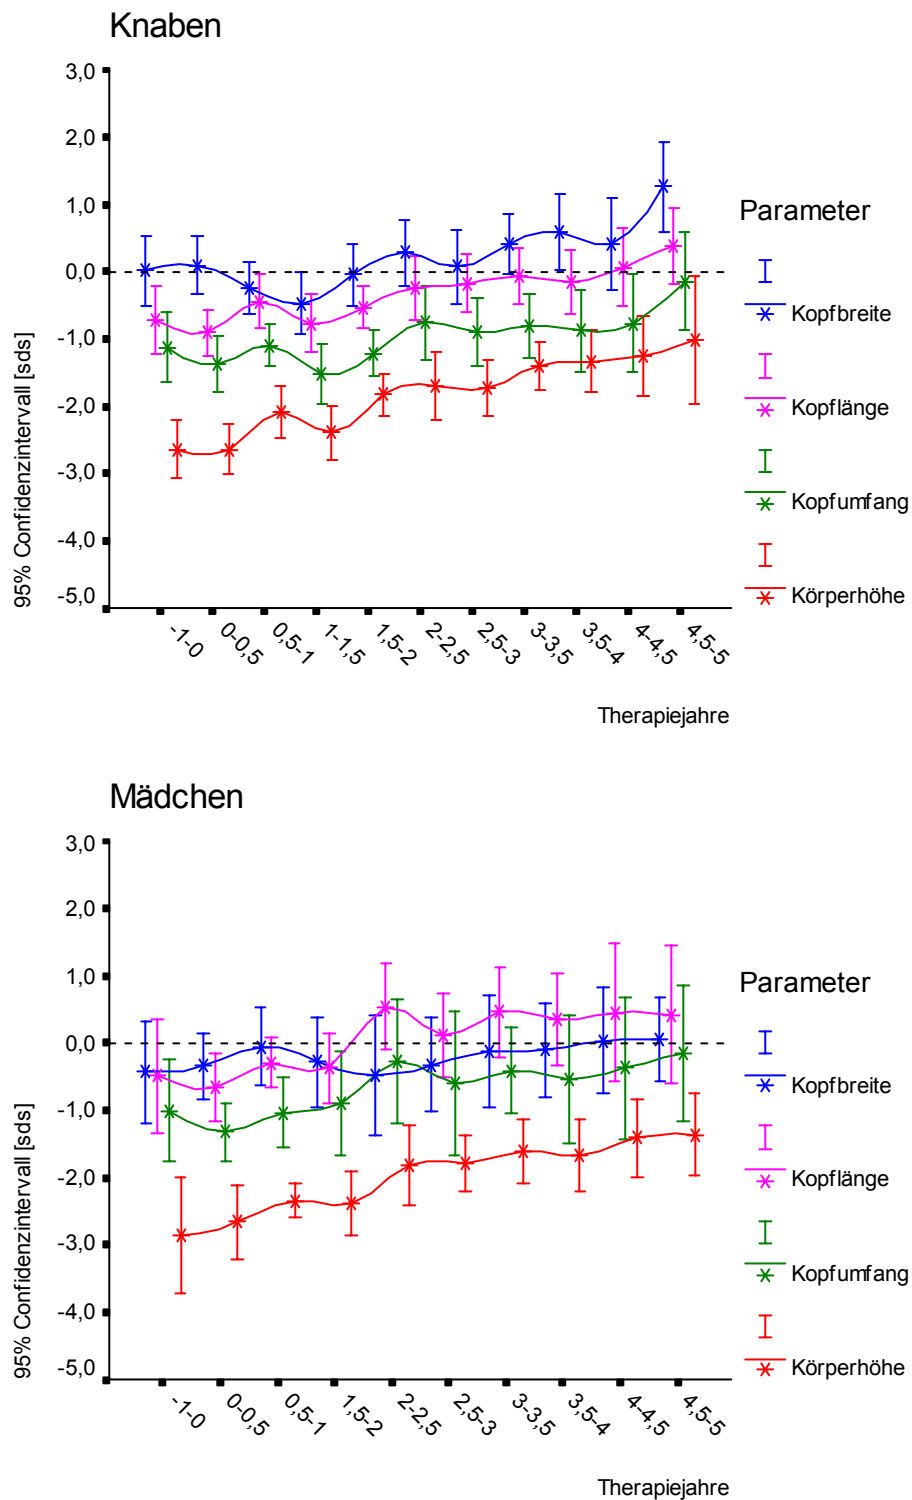 Knaben
3,0
2,0
1,0
0,0
-1,0
-2,0
-3,0
-4,0
-5,0
95% Confidenzintervall [sds]
-1-0
0-0,5
0,5-1
1-1,5
1,5-2
2-2,5
2,5-3
3-3,5
3,5-4
4-4,5
4,5-5
Therapiejahre
Parameter
Kopfbreite
Kopflänge
Kopfumfang
Körperhöhe
Mädchen
3,0
2,0
1,0
0,0
-1,0
-2,0
-3,0
-4,0
-5,0
95% Confidenzintervall [sds]
-1-0
0-0,5
0,5-1
1,5-2
2-2,5
2,5-3
3-3,5
3,5-4
4-4,5
4,5-5
Therapiejahre
Parameter
Kopfbreite
Kopflänge
Kopfumfang
Körperhöhe